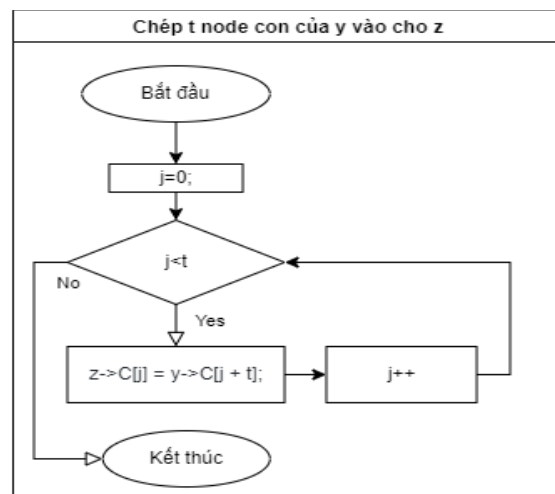 Chép t node con của y vào cho z
Bắt đầu
j=0;
j<t
No
Yes
z->C[j] = y->C[j + t];
j++
Kết thúc